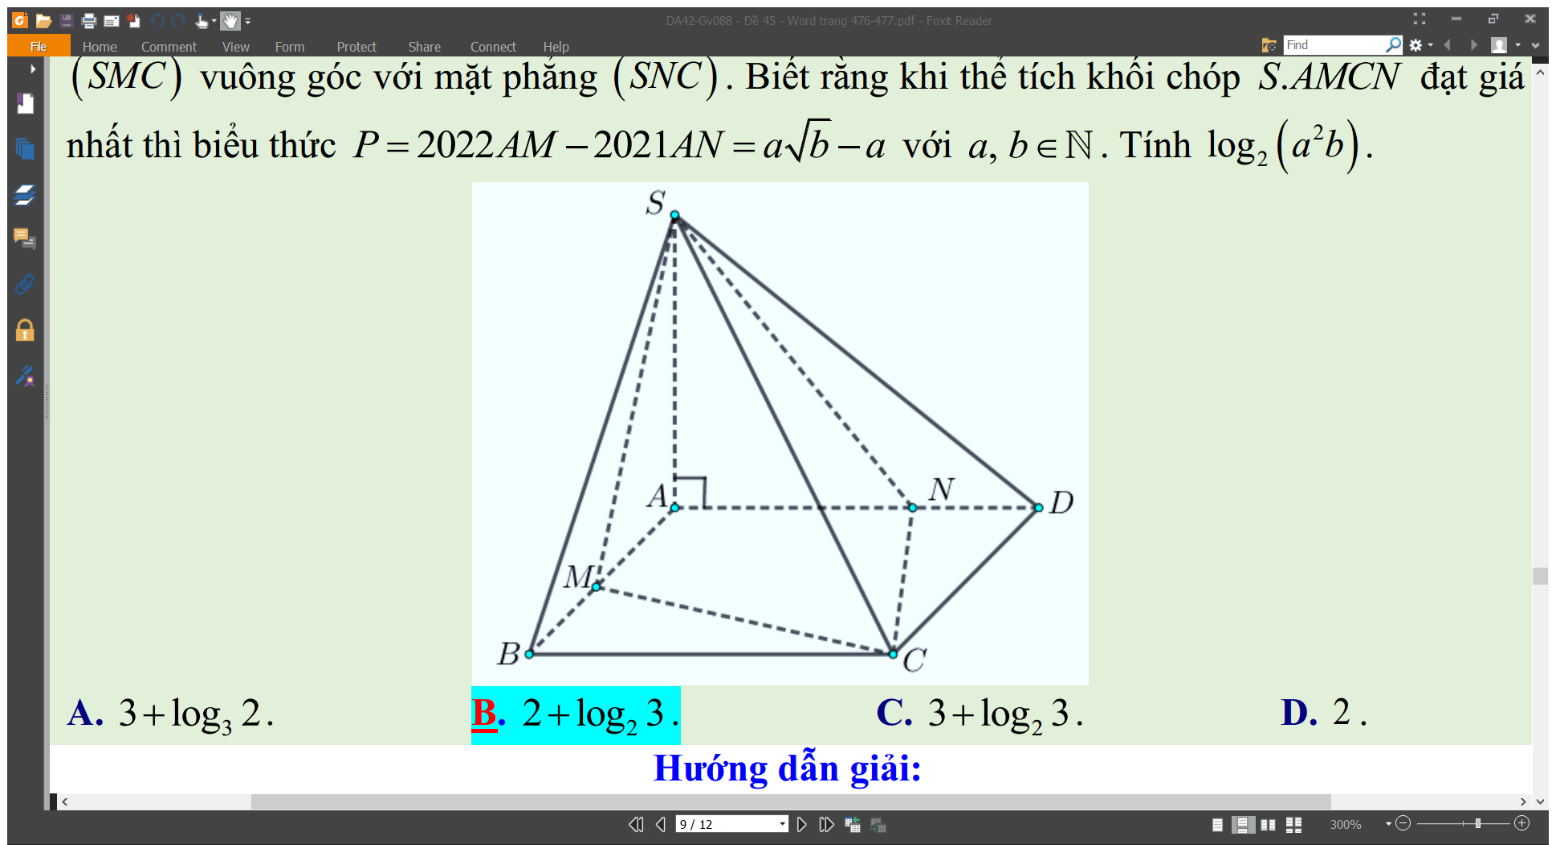 DA42-Gv088 - Đề 45 - Word trang 476-477.pdf - Foxit Reader
File Home Comment View Form Protect Share Connect Help Find
(SMC) vuông góc với mặt phẳng (SNC). Biết rằng khi thể tích khối chóp S.AMCN đạt giá
nhất thì biểu thức P = 2022AM − 2021AN = a√b − a với a, b ∈ ℕ. Tính log₂(a²b).
S
A N D
M
B C
A. 3 + log₃ 2. B. 2 + log₂ 3. C. 3 + log₂ 3. D. 2.
Hướng dẫn giải:
9 / 12 300%